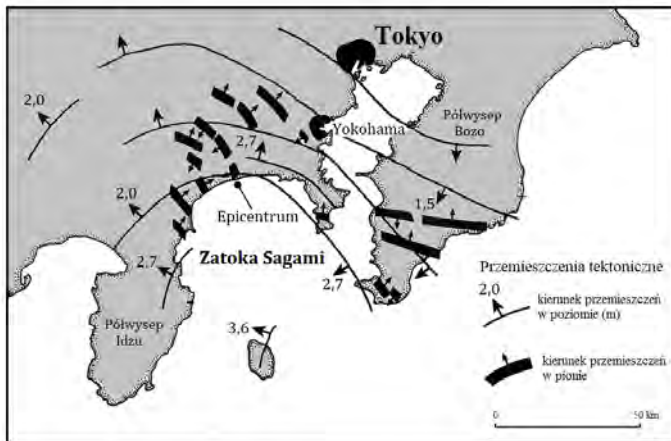 Tokyo
2,0
Półwysep
Bozo
Yokohama
2,7
2,0
1,5
Epicentrum
Zatoka Sagami
2,7
2,7
Półwysep
Idzu
3,6
Przemieszczenia tektoniczne
2,0
kierunek przemieszczeń
w poziomie (m)
kierunek przemieszczeń
w pionie
0
50 km